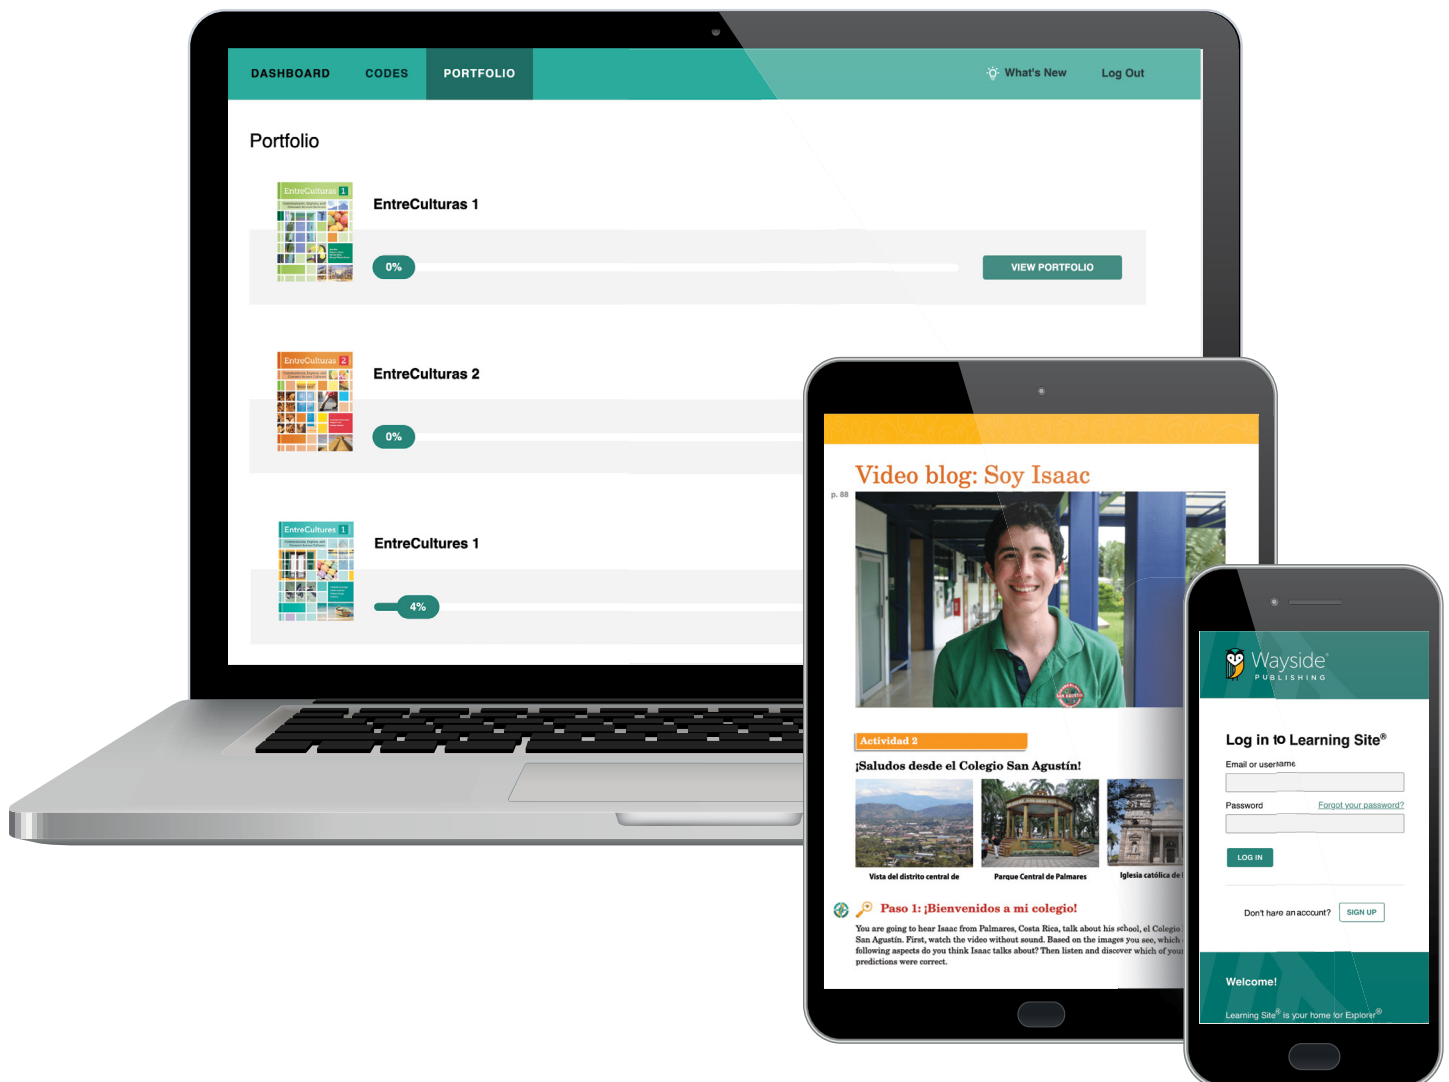 DASHBOARD CODES PORTFOLIO What's New Log Out
Portfolio
EntreCulturas 1
EntreCulturas 1
0% VIEW PORTFOLIO
EntreCulturas 2
EntreCulturas 2
0%
EntreCultures 1
EntreCultures 1
4%
Video blog: Soy Isaac
p. 88
SAN AGUSTIN
Actividad 2
¡Saludos desde el Colegio San Agustín!
Vista del distrito central de
Parque Central de Palmares
Iglesia católica de
Paso 1: ¡Bienvenidos a mi colegio!
You are going to hear Isaac from Palmares, Costa Rica, talk about his school, el Colegio
San Agustín. First, watch the video without sound. Based on the images you see, which
following aspects do you think Isaac talks about? Then listen and discover which of your
predictions were correct.
Wayside®
PUBLISHING
Log in to Learning Site®
Email or username
Password Forgot your password?
LOG IN
Don't have an account? SIGN UP
Welcome!
Learning Site® is your home for Explorer®